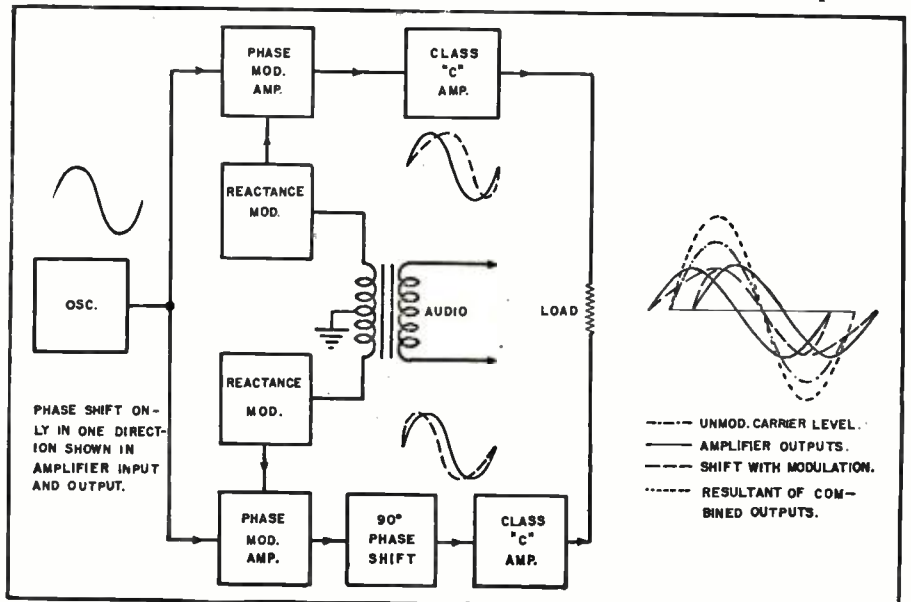 PHASE
MOD.
AMP.
CLASS
"C"
AMP.
REACTANCE
MOD.
OSC.
AUDIO
LOAD
REACTANCE
MOD.
PHASE SHIFT ON-
LY IN ONE DIREC-
TION SHOWN IN
AMPLIFIER INPUT
AND OUTPUT.
PHASE
MOD.
AMP.
90°
PHASE
SHIFT
CLASS
"C"
AMP.
UNMOD. CARRIER LEVEL.
AMPLIFIER OUTPUTS.
SHIFT WITH MODULATION.
RESULTANT OF COM-
BINED OUTPUTS.